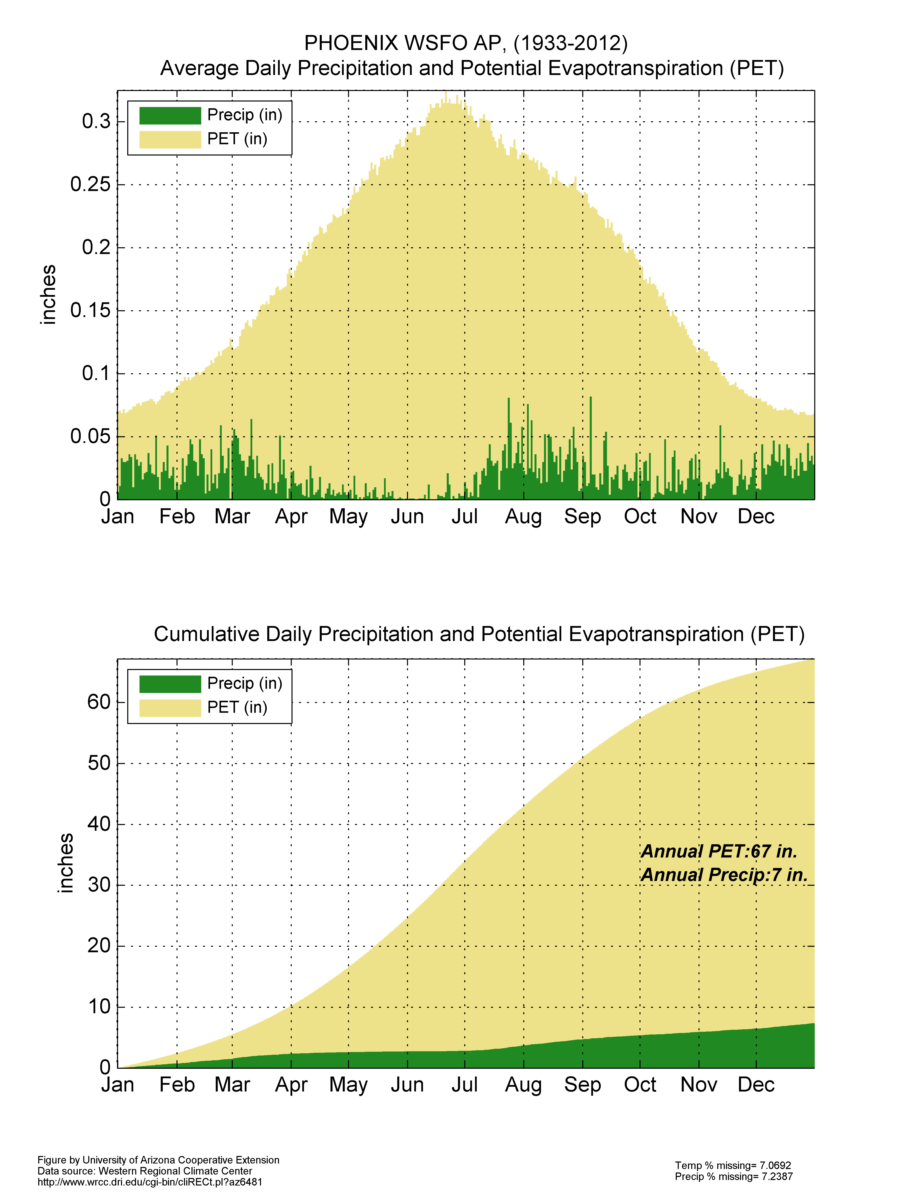 PHOENIX WSFO AP, (1933-2012)
Average Daily Precipitation and Potential Evapotranspiration (PET)
Precip (in)
PET (in)
inches
0.3
0.25
0.2
0.15
0.1
0.05
0
Jan Feb Mar Apr May Jun Jul Aug Sep Oct Nov Dec
Cumulative Daily Precipitation and Potential Evapotranspiration (PET)
Precip (in)
PET (in)
inches
60
50
40
30
20
10
0
Annual PET:67 in.
Annual Precip:7 in.
Jan Feb Mar Apr May Jun Jul Aug Sep Oct Nov Dec
Figure by University of Arizona Cooperative Extension
Data source: Western Regional Climate Center
http://www.wrcc.dri.edu/cgi-bin/cliRECt.pl?az6481
Temp % missing= 7.0692
Precip % missing= 7.2387